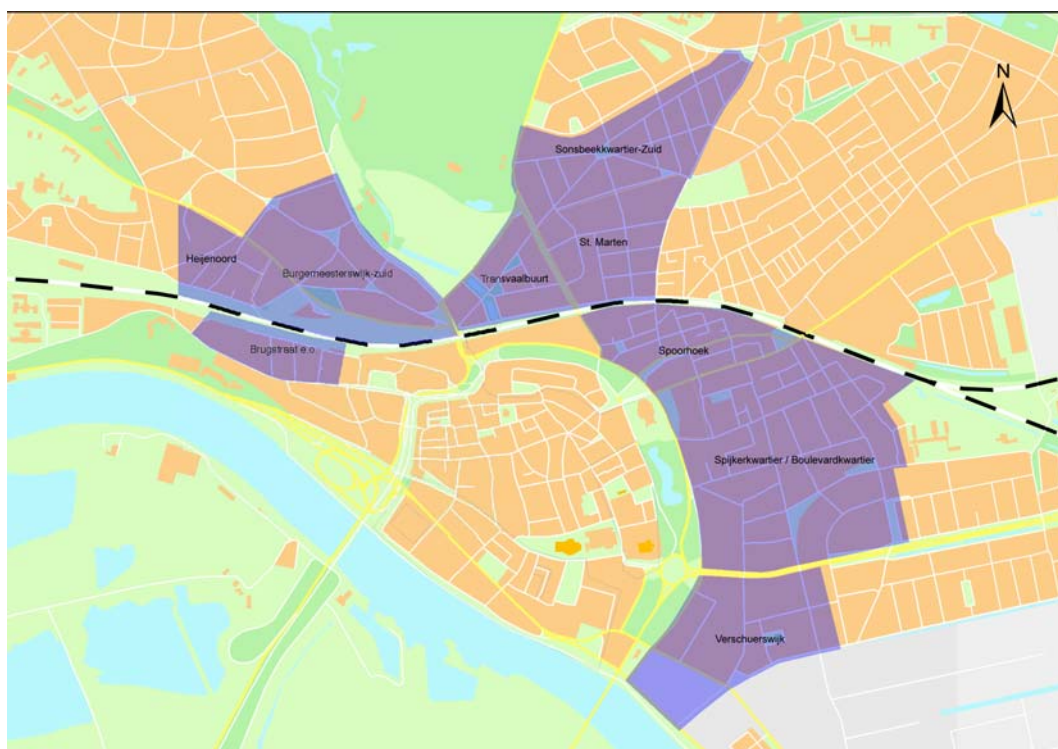 N
Sonsbeekkwartier-Zuid
St. Marten
Heijenoord
Burgemeesterswijk-zuid
Transvaalbuurt
Brugstraat e.o
Spoorhoek
Spijkerkwartier / Boulevardkwartier
Verschuerswijk